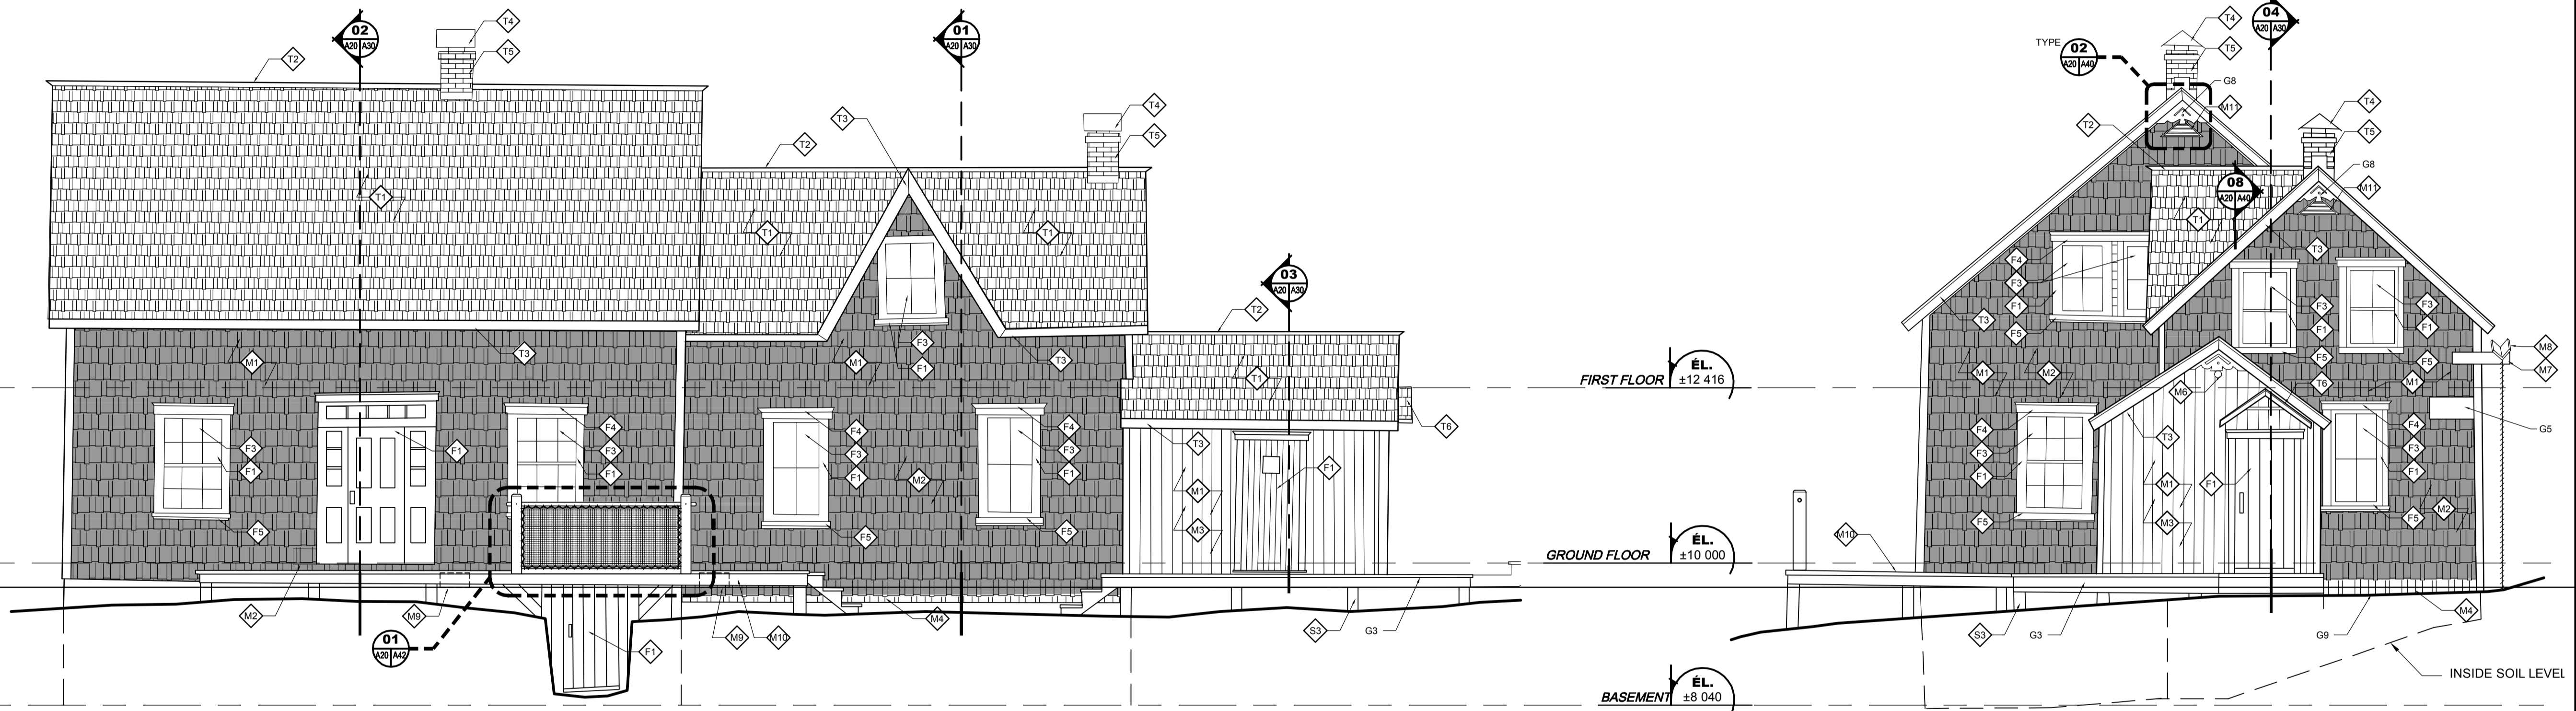 02
A20 A30
T4
T5
T2
01
A20 A30
T4
T5
T3
T2
T1
T1
T1
03
A20 A30
T2
M1
T3
M1
F3
F1
T3
T1
T6
F3
F1
F1
F4
F3
F1
F4
F3
F1
M2
F4
F3
F1
T3
M1
M3
F1
F5
F5
F5
M2
M9
M9
M10
M4
S3
G3
01
A20 A42
F1
FIRST FLOOR
ÉL.
±12 416
GROUND FLOOR
ÉL.
±10 000
BASEMENT
ÉL.
±8 040
TYPE
02
A20 A40
T4
T5
04
A20 A30
G8
M11
T4
T5
T2
G8
M11
08
A20 A40
T1
T3
F4
F3
F1
F5
T3
F3
F1
F3
F1
F5
F5
M8
M7
M1
M2
M6
T6
M1
G5
F4
F3
F1
T3
F4
F3
F1
M1
F1
M3
F5
F5
M2
M10
S3
G3
G9
M4
INSIDE SOIL LEVEL